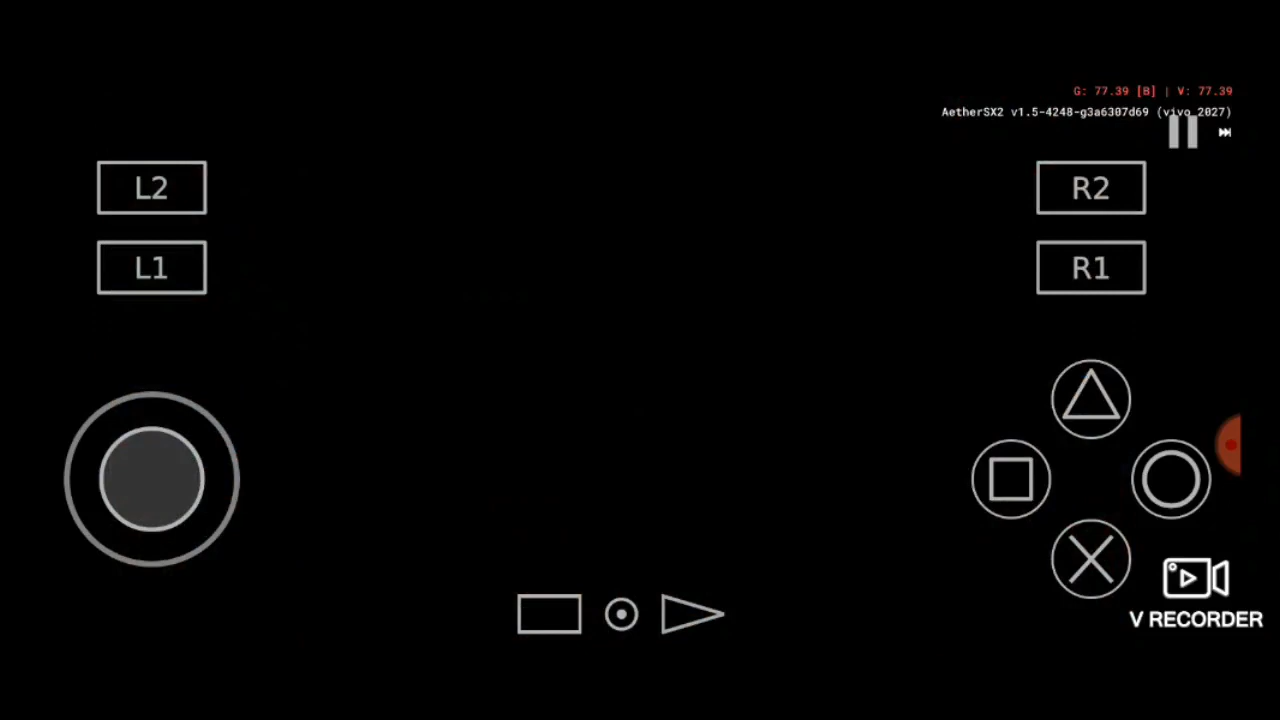 G: 77.39 [B] | V: 77.39
AetherSX2 v1.5-4248-g3a6307d69 (vivo 2027)
L2
R2
L1
R1
V RECORDER